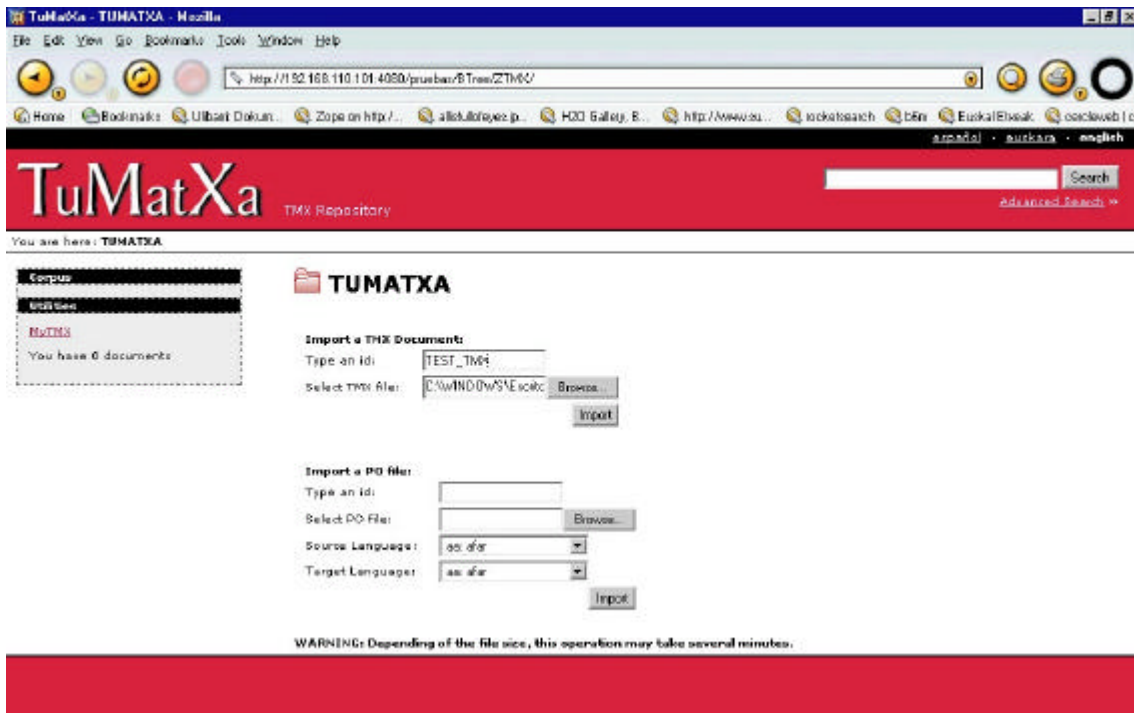 TuMatXa - TUMATXA - Mozilla
File Edit View Go Bookmarks Tools Window Help
http://192.168.110.101:4080/pruebas/BTree/ZTMX/
Home Bookmarks Ulibast Dokum... Zope on http:/... H2O Gallery, B... http://www.eu... rocketsearch
español · euskara · english
TuMatXa TMX Repository
Search
Advanced Search »
You are here: TUMATXA
Corpus
Utilities
MyTMX
You have 0 documents
TUMATXA
Import a TMX Document:
Type an id: TEST_TMX
Select TMX file: C:\WINDOWS\Escrito Browse...
Import
Import a PO file:
Type an id:
Select PO File: Browse...
Source Language: aa: afar
Target Language: aa: afar
Import
WARNING: Depending of the file size, this operation may take several minutes.